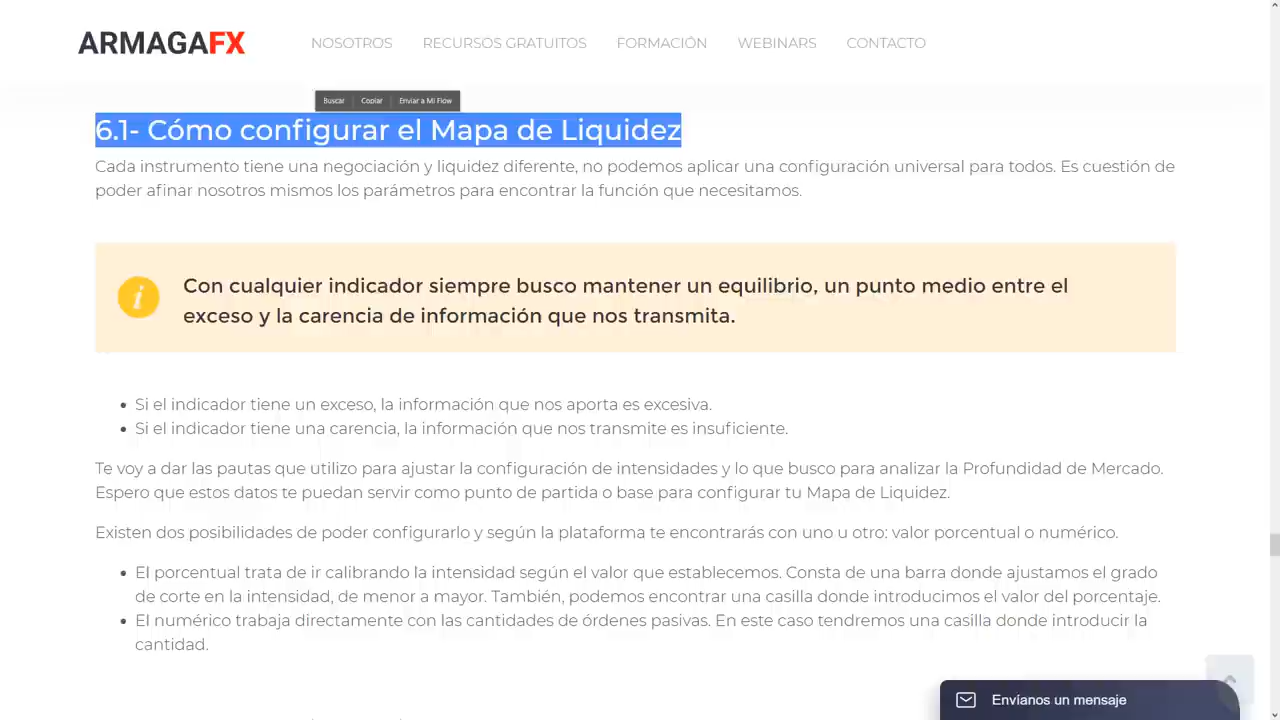 ARMAGAFX
NOSOTROS RECURSOS GRATUITOS FORMACIÓN WEBINARS CONTACTO
Buscar Copiar Enviar a Mi Flow
6.1- Cómo configurar el Mapa de Liquidez
Cada instrumento tiene una negociación y liquidez diferente, no podemos aplicar una configuración universal para todos. Es cuestión de
poder afinar nosotros mismos los parámetros para encontrar la función que necesitamos.
Con cualquier indicador siempre busco mantener un equilibrio, un punto medio entre el
exceso y la carencia de información que nos transmita.
• Si el indicador tiene un exceso, la información que nos aporta es excesiva.
• Si el indicador tiene una carencia, la información que nos transmite es insuficiente.
Te voy a dar las pautas que utilizo para ajustar la configuración de intensidades y lo que busco para analizar la Profundidad de Mercado.
Espero que estos datos te puedan servir como punto de partida o base para configurar tu Mapa de Liquidez.
Existen dos posibilidades de poder configurarlo y según la plataforma te encontrarás con uno u otro: valor porcentual o numérico.
• El porcentual trata de ir calibrando la intensidad según el valor que establecemos. Consta de una barra donde ajustamos el grado
de corte en la intensidad, de menor a mayor. También, podemos encontrar una casilla donde introducimos el valor del porcentaje.
• El numérico trabaja directamente con las cantidades de órdenes pasivas. En este caso tendremos una casilla donde introducir la
cantidad.
Envíanos un mensaje